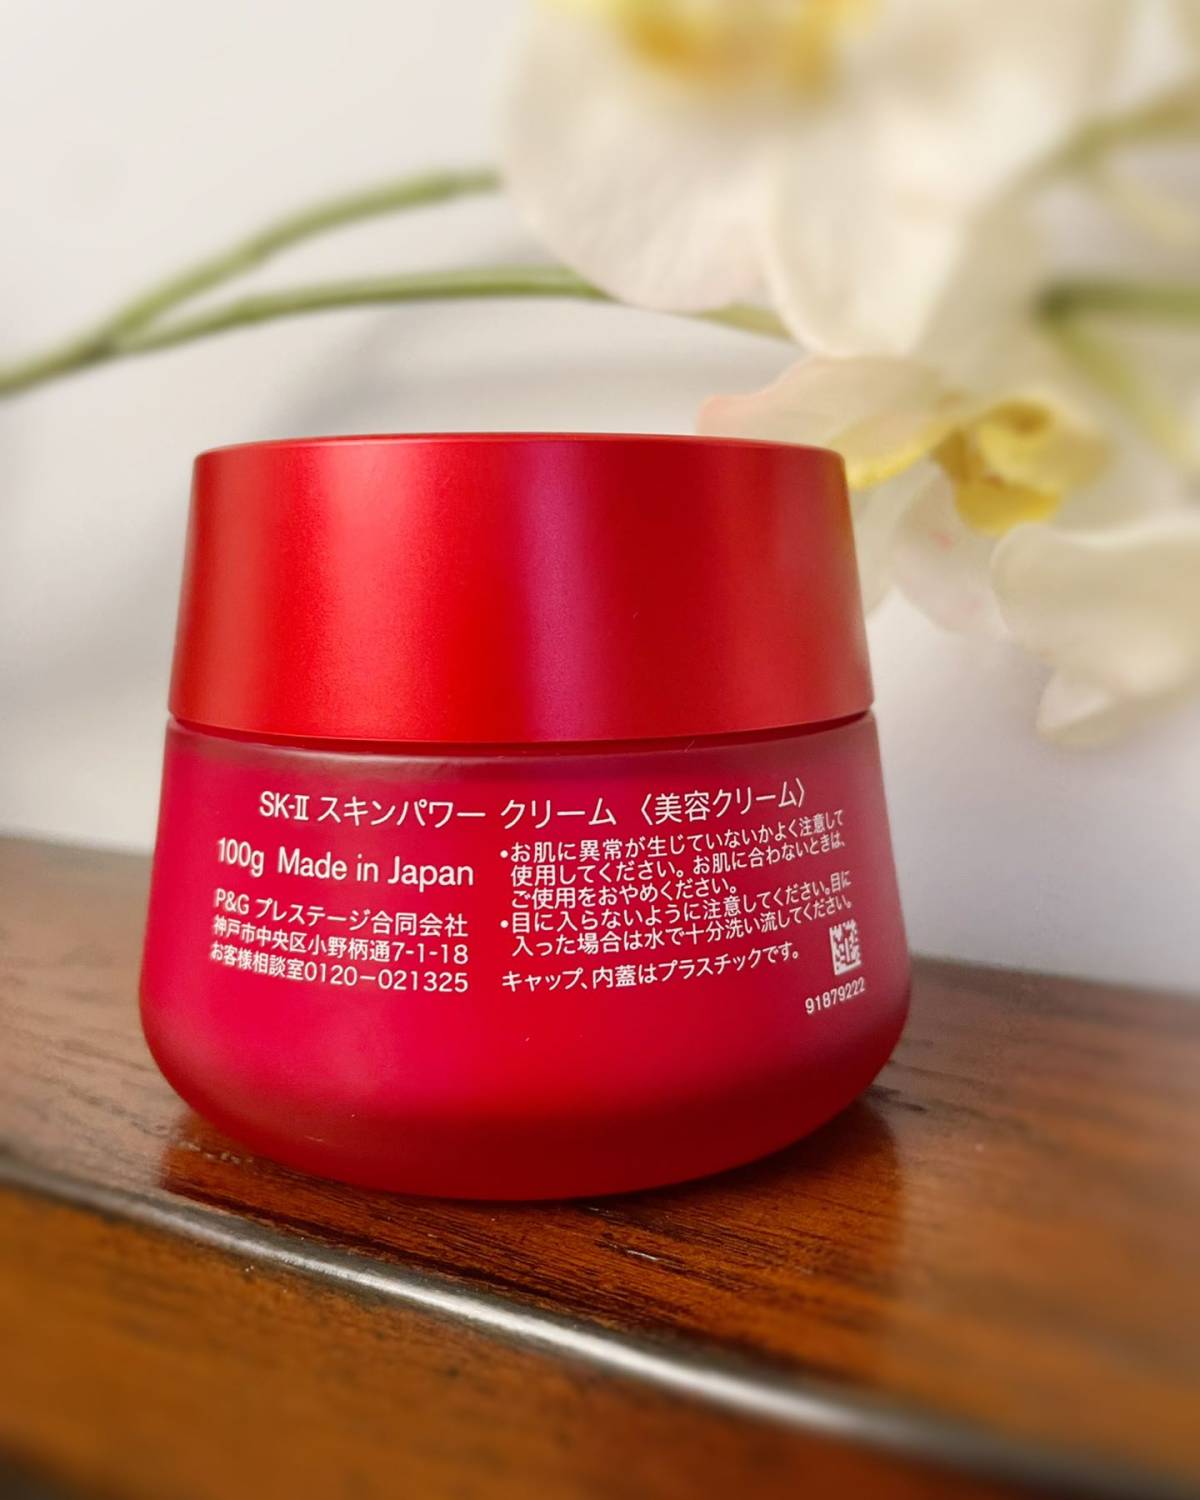 SK-Ⅱ スキンパワー クリーム 〈美容クリーム〉
100g Made in Japan
P&G プレステージ合同会社
神戸市中央区小野柄通7-1-18
お客様相談室0120-021325
•お肌に異常が生じていないかよく注意して
使用してください。お肌に合わないときは、
ご使用をおやめください。
•目に入らないように注意してください。目に
入った場合は水で十分洗い流してください。
キャップ、内蓋はプラスチックです。
91879222